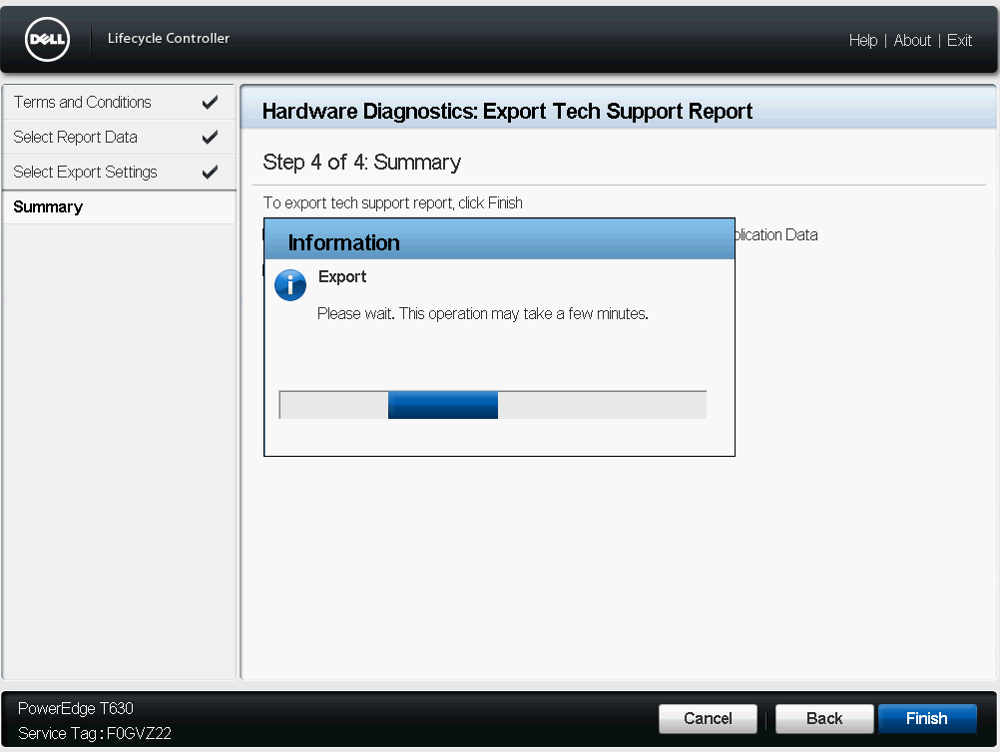 DELL
Lifecycle Controller
Help | About | Exit
Terms and Conditions
Select Report Data
Select Export Settings
Summary
Hardware Diagnostics: Export Tech Support Report
Step 4 of 4: Summary
To export tech support report, click Finish
Data
Information
Export
Please wait. This operation may take a few minutes.
PowerEdge T630
Service Tag : F0GVZ22
Cancel
Back
Finish